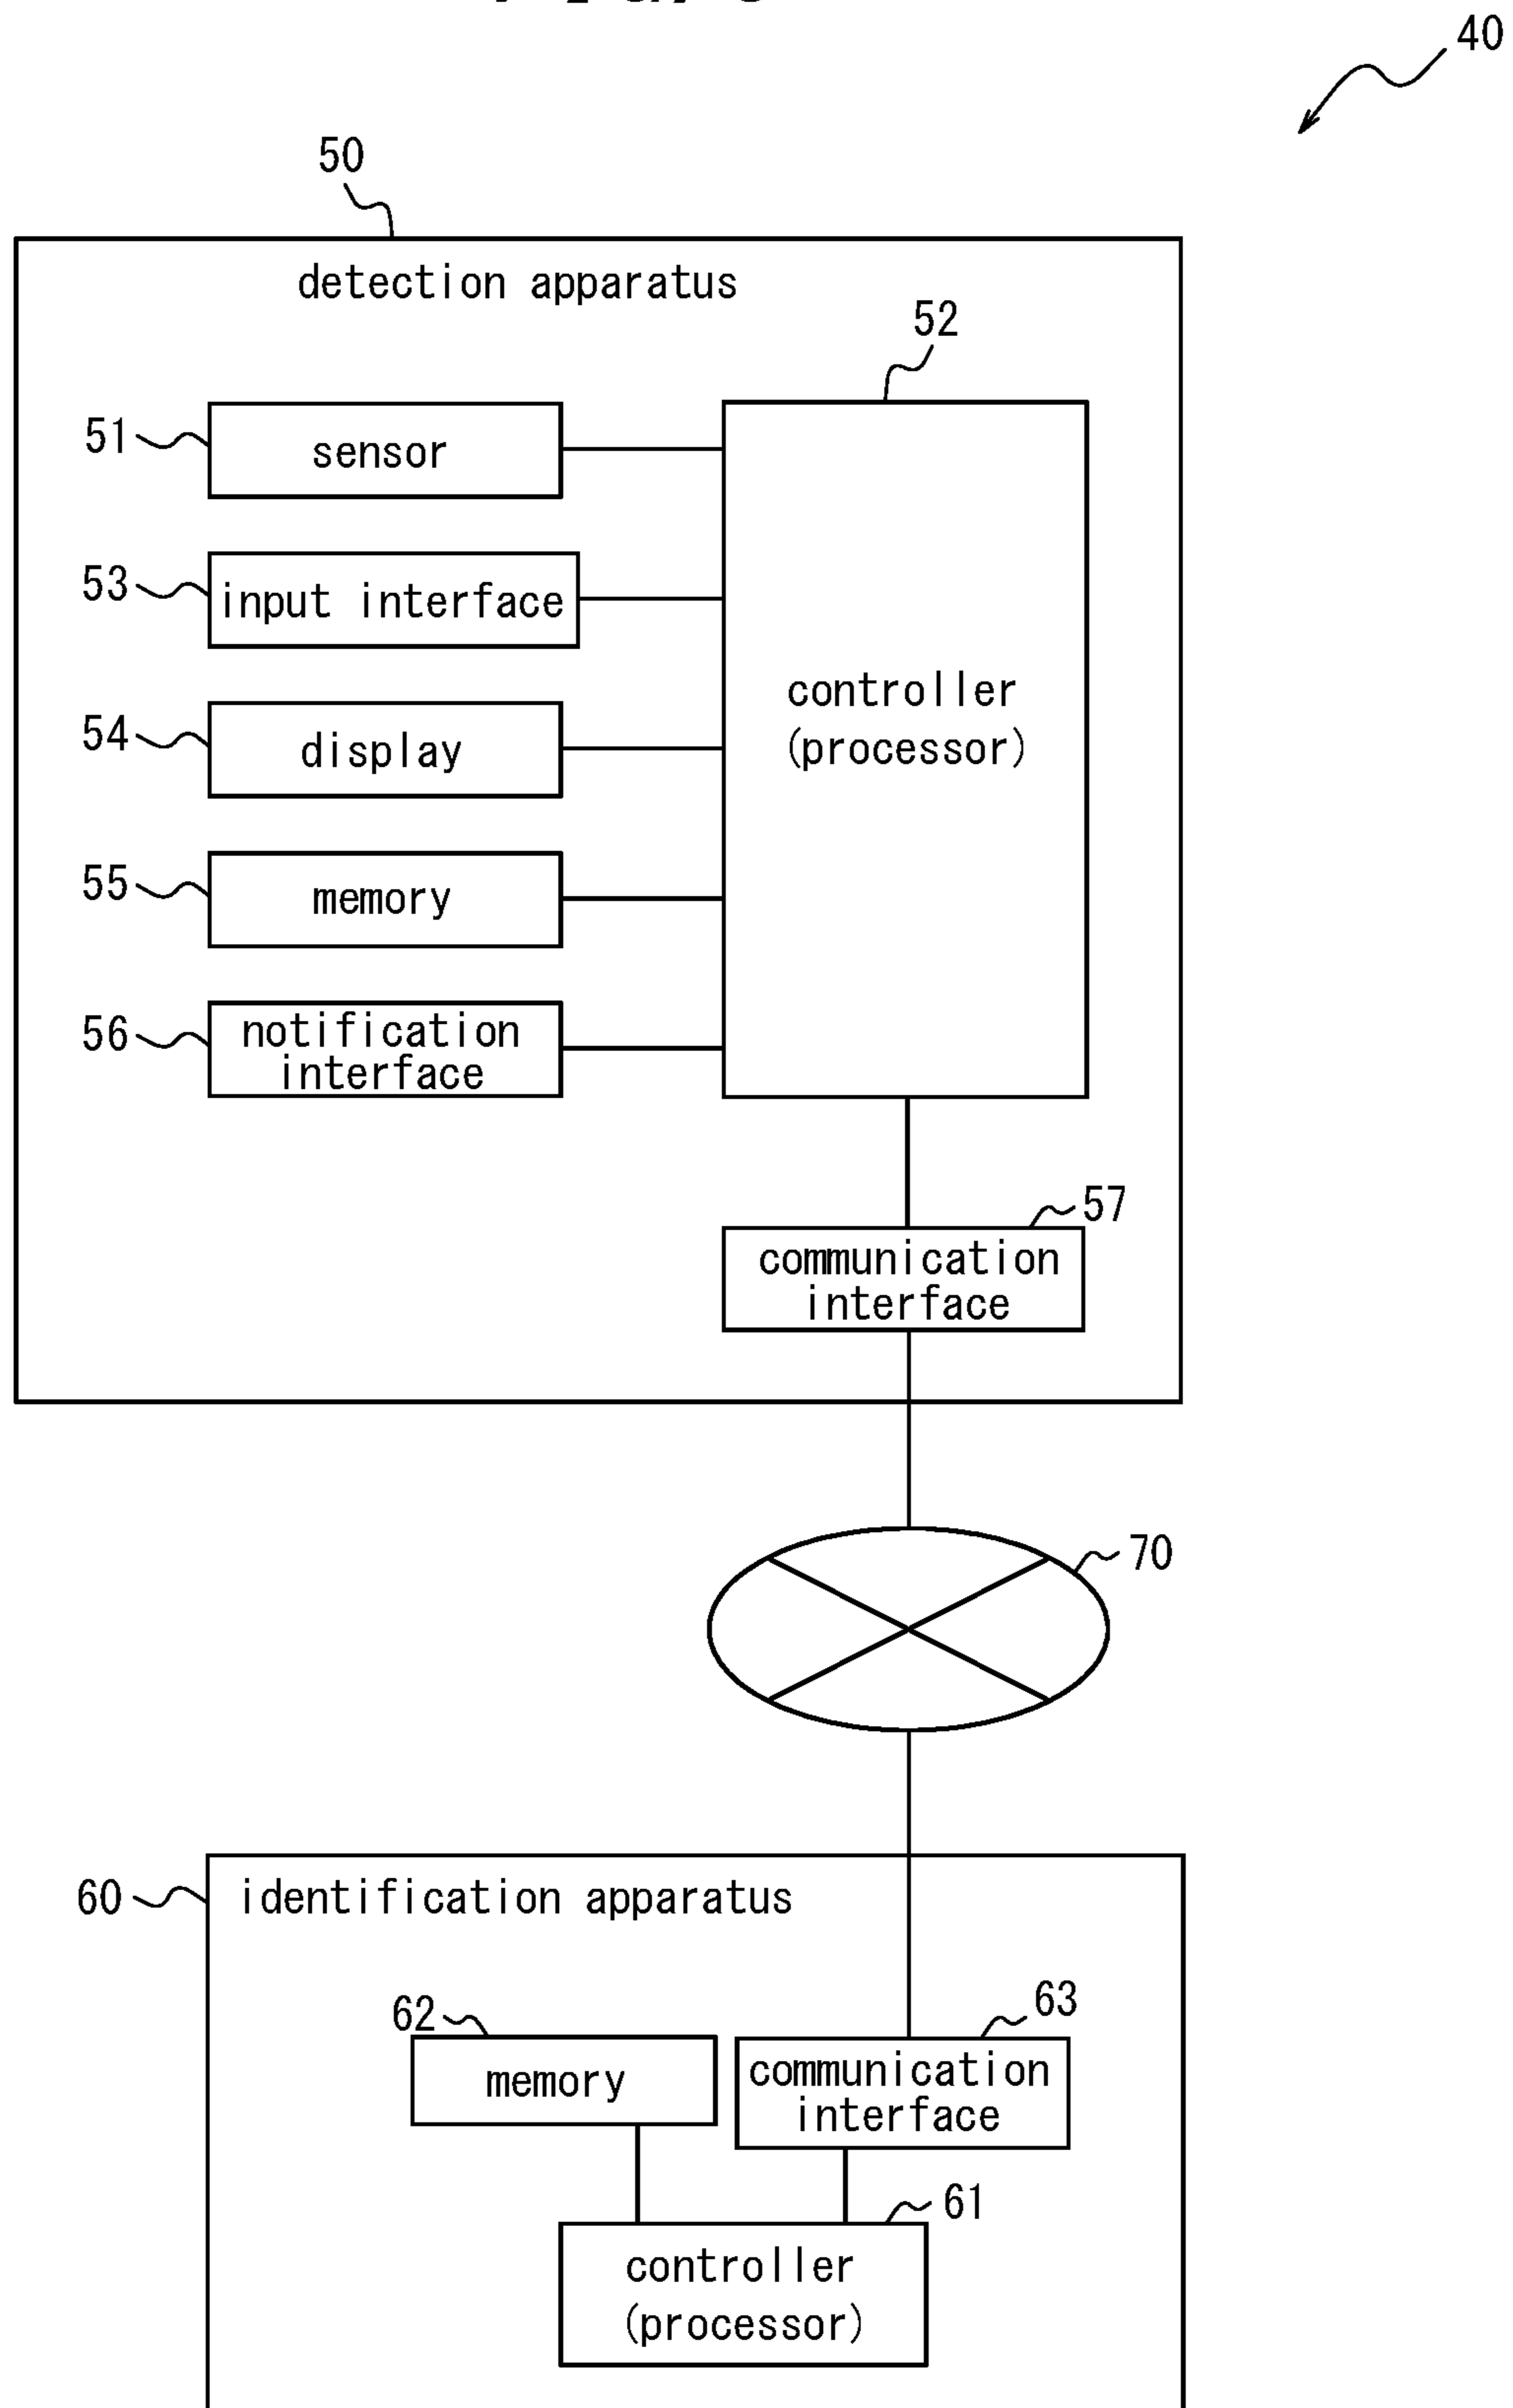 40
50
detection apparatus
52
51
sensor
53
input interface
controller
(processor)
54
display
55
memory
56
notification
interface
57
communication
interface
70
60
identification apparatus
62
63
memory
communication
interface
61
controller
(processor)